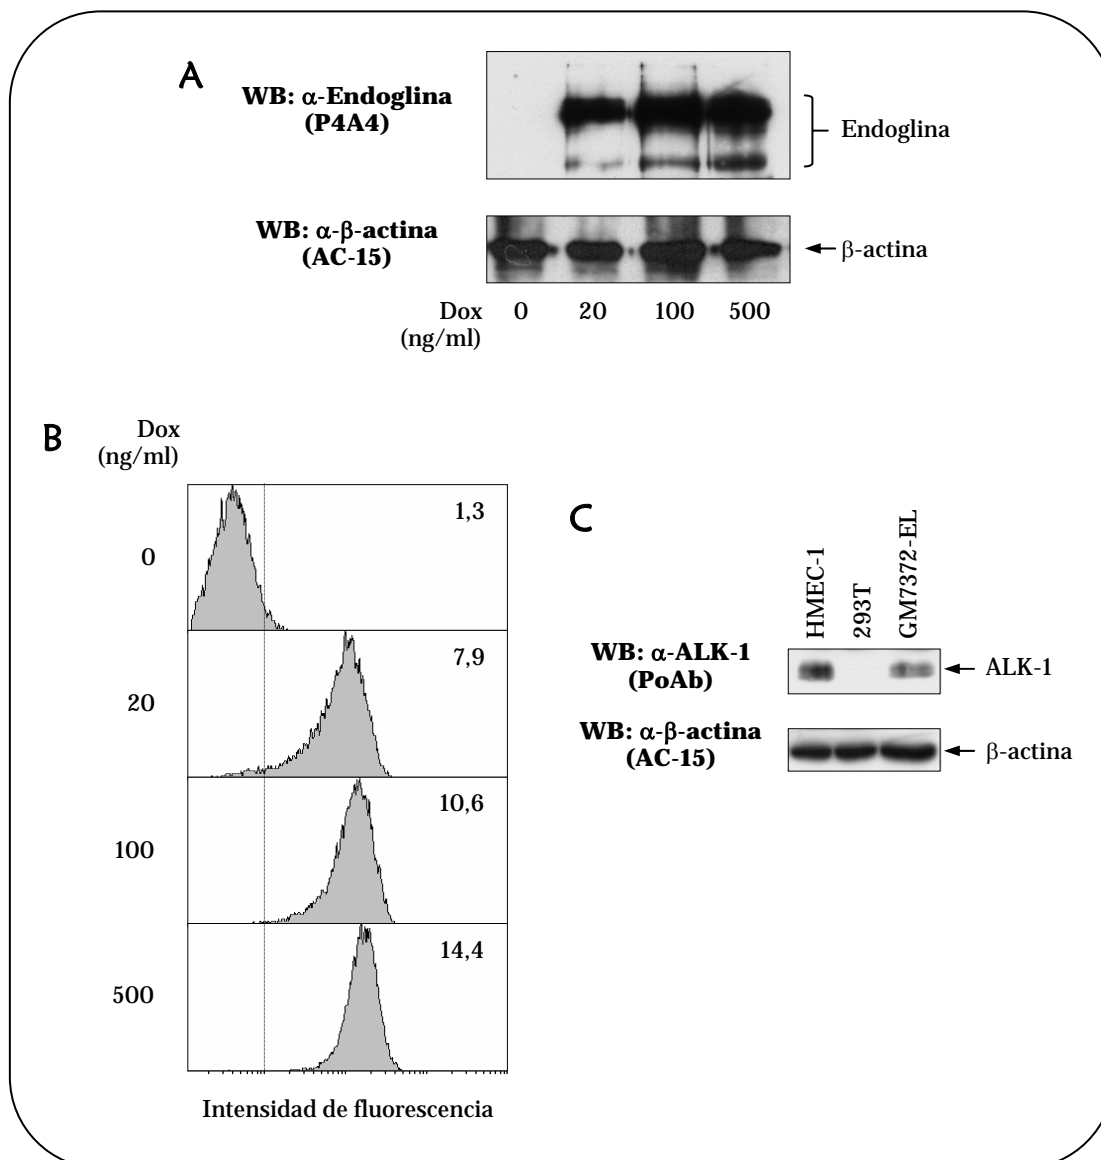 A
WB: α-Endoglina
(P4A4)
Endoglina
WB: α-β-actina
(AC-15)
β-actina
Dox 0 20 100 500
(ng/ml)
B
Dox
(ng/ml)
0 1,3
20 7,9
100 10,6
500 14,4
Intensidad de fluorescencia
C
HMEC-1
293T
GM7372-EL
WB: α-ALK-1
(PoAb)
ALK-1
WB: α-β-actina
(AC-15)
β-actina